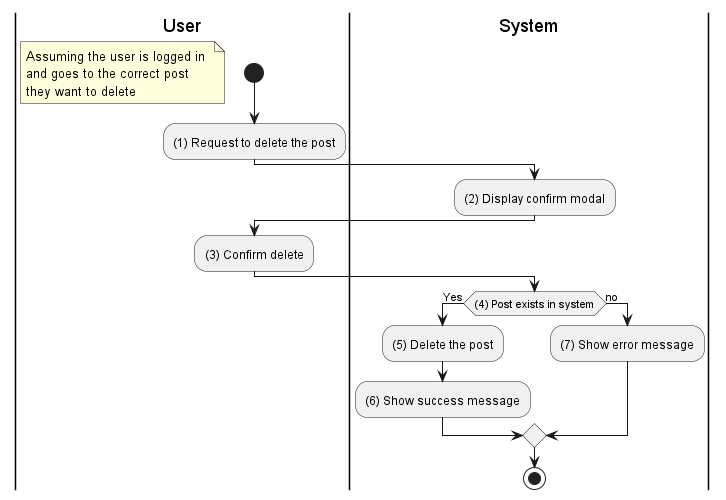 User
System
Assuming the user is logged in
and goes to the correct post
they want to delete
(1) Request to delete the post
(2) Display confirm modal
(3) Confirm delete
Yes
(4) Post exists in system
no
(5) Delete the post
(7) Show error message
(6) Show success message